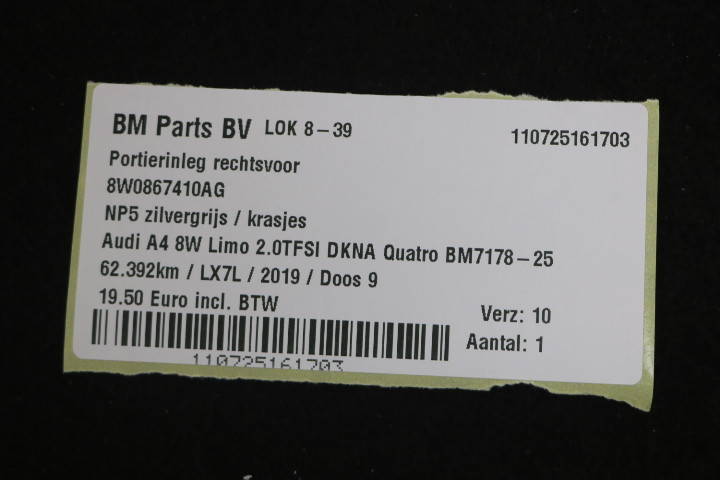 BM Parts BV LOK 8-39 110725161703
Portierinleg rechtsvoor
8W0867410AG
NP5 zilvergrijs / krasjes
Audi A4 8W Limo 2.0TFSI DKNA Quatro BM7178-25
62.392km / LX7L / 2019 / Doos 9
19.50 Euro incl. BTW Verz: 10
Aantal: 1
110725161703